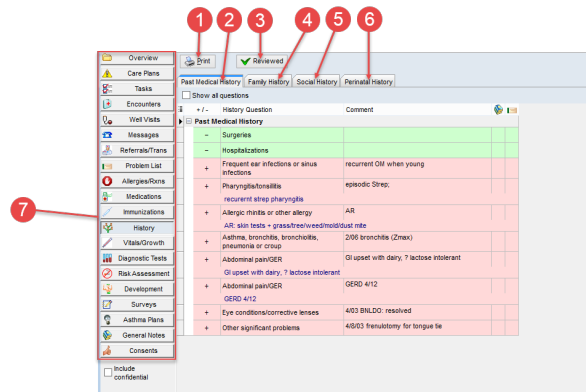 1 2 3 4 5 6
Overview
Care Plans
Tasks
Encounters
Well Visits
Messages
Referrals/Trans
Problem List
Allergies/Rxns
Medications
Immunizations
7
History
Vitals/Growth
Diagnostic Tests
Risk Assessment
Development
Surveys
Asthma Plans
General Notes
Consents
Include
confidential
Print Reviewed
Past Medical History Family History Social History Perinatal History
Show all questions
+ / - History Question Comment
Past Medical History
- Surgeries
- Hospitalizations
+ Frequent ear infections or sinus infections recurrent OM when young
+ Pharyngitis/tonsillitis episodic Strep;
recurernt strep pharyngitis
+ Allergic rhinitis or other allergy AR
AR: skin tests + grass/tree/weed/mold/dust mite
+ Asthma, bronchitis, bronchiolitis, pneumonia or croup 2/06 bronchitis (Zmax)
+ Abdominal pain/GER GI upset with dairy, ? lactose intolerant
GI upset with dairy, ? lactose intolerant
+ Abdominal pain/GER GERD 4/12
GERD 4/12
+ Eye conditions/corrective lenses 4/03 BNLDO: resolved
+ Other significant problems 4/8/03 frenulotomy for tongue tie